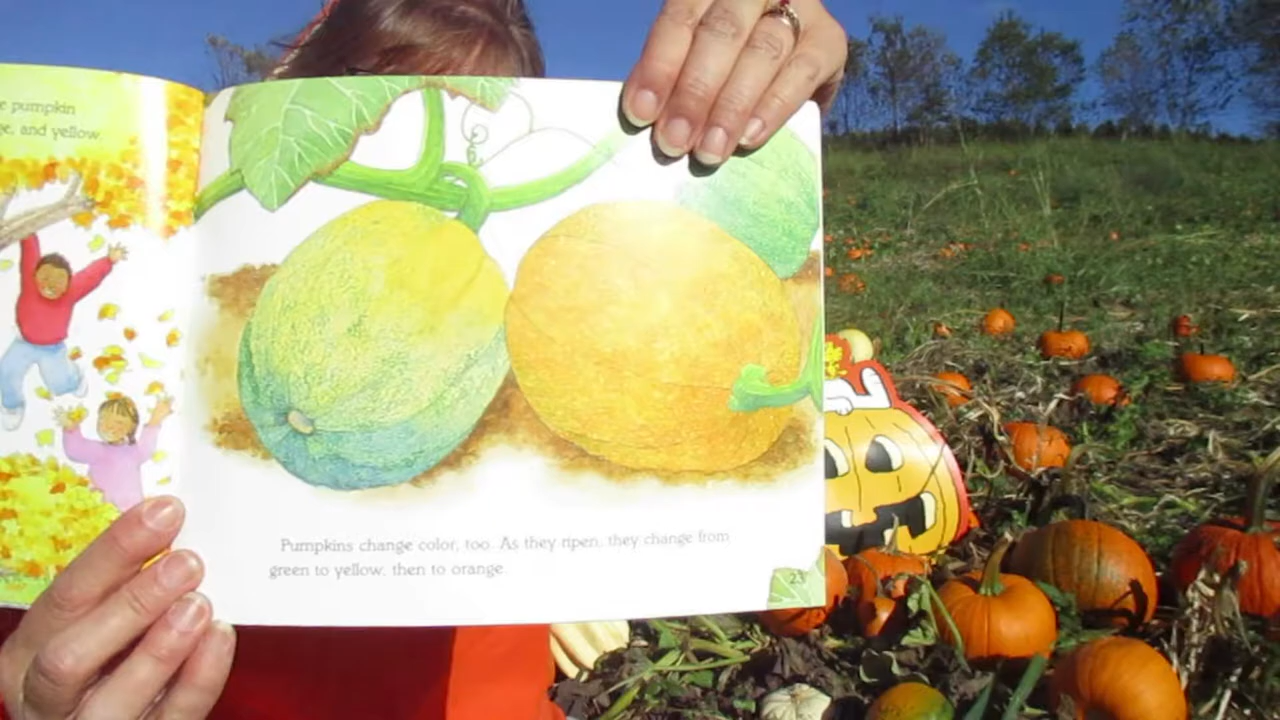 e pumpkin
ge, and yellow.
Pumpkins change color, too. As they ripen, they change from
green to yellow, then to orange.
23